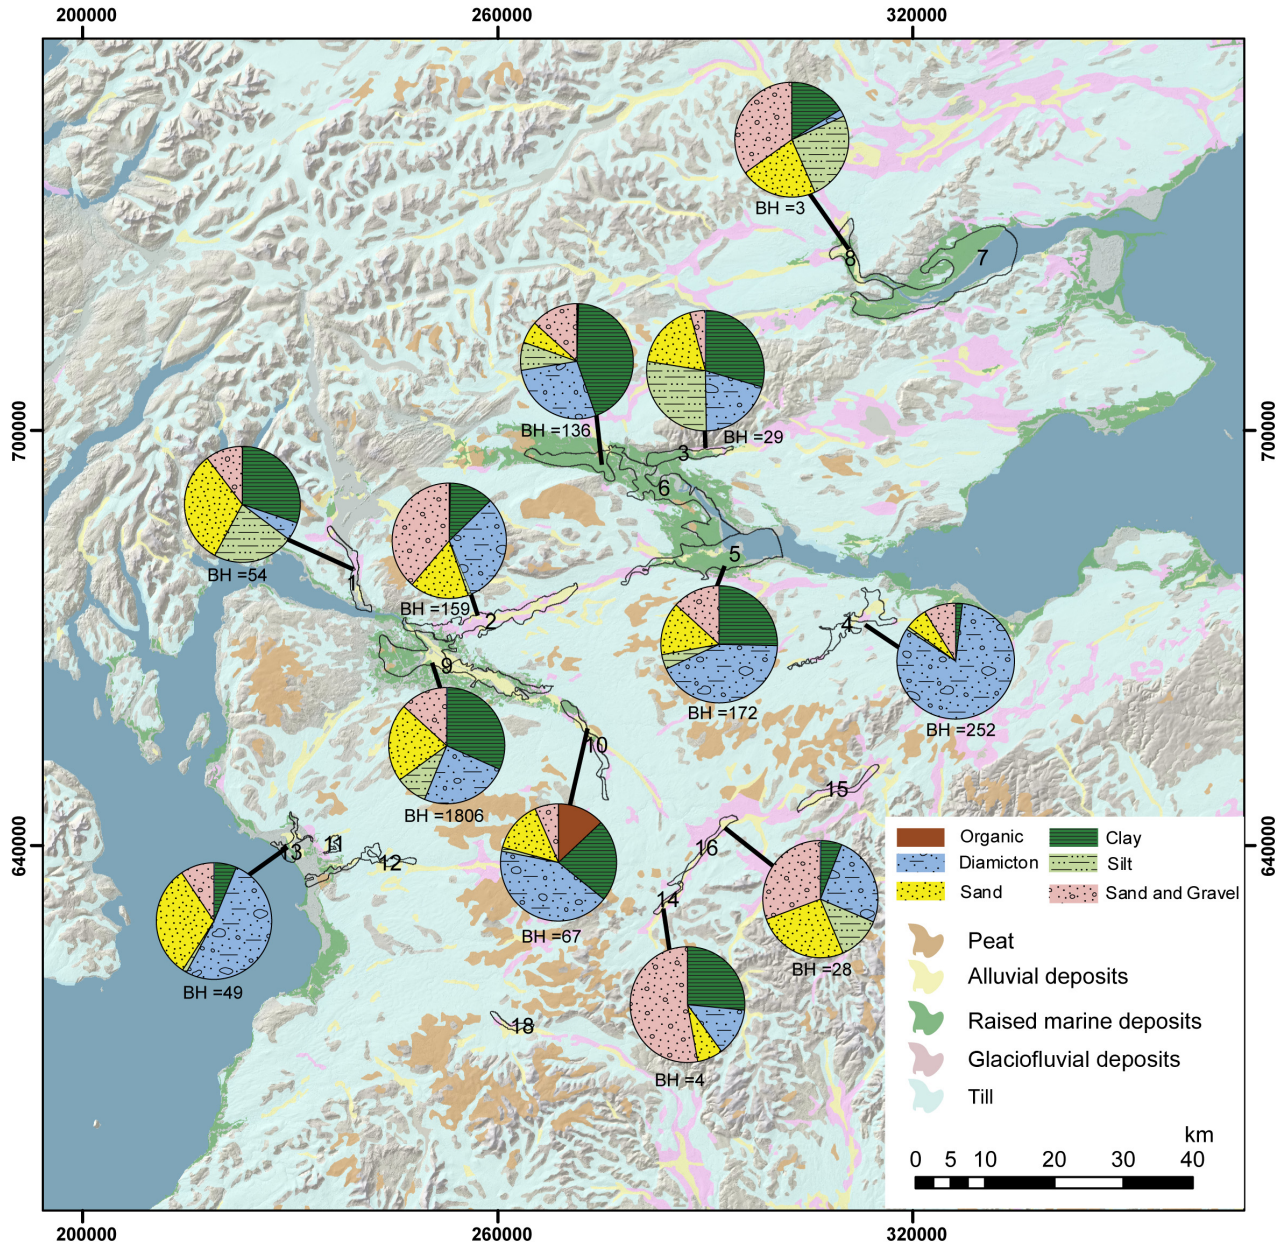 200000
260000
320000
BH =3
8
7
BH =136
BH =29
700000
700000
3
6
BH =54
1
BH =159
2
5
4
9
BH =172
BH =252
10
BH =1806
15
640000
640000
11
13
12
16
BH =67
14
BH =49
BH =28
18
BH =4
Organic
Clay
Diamicton
Silt
Sand
Sand and Gravel
Peat
Alluvial deposits
Raised marine deposits
Glaciofluvial deposits
Till
km
0 5 10 20 30 40
200000
260000
320000